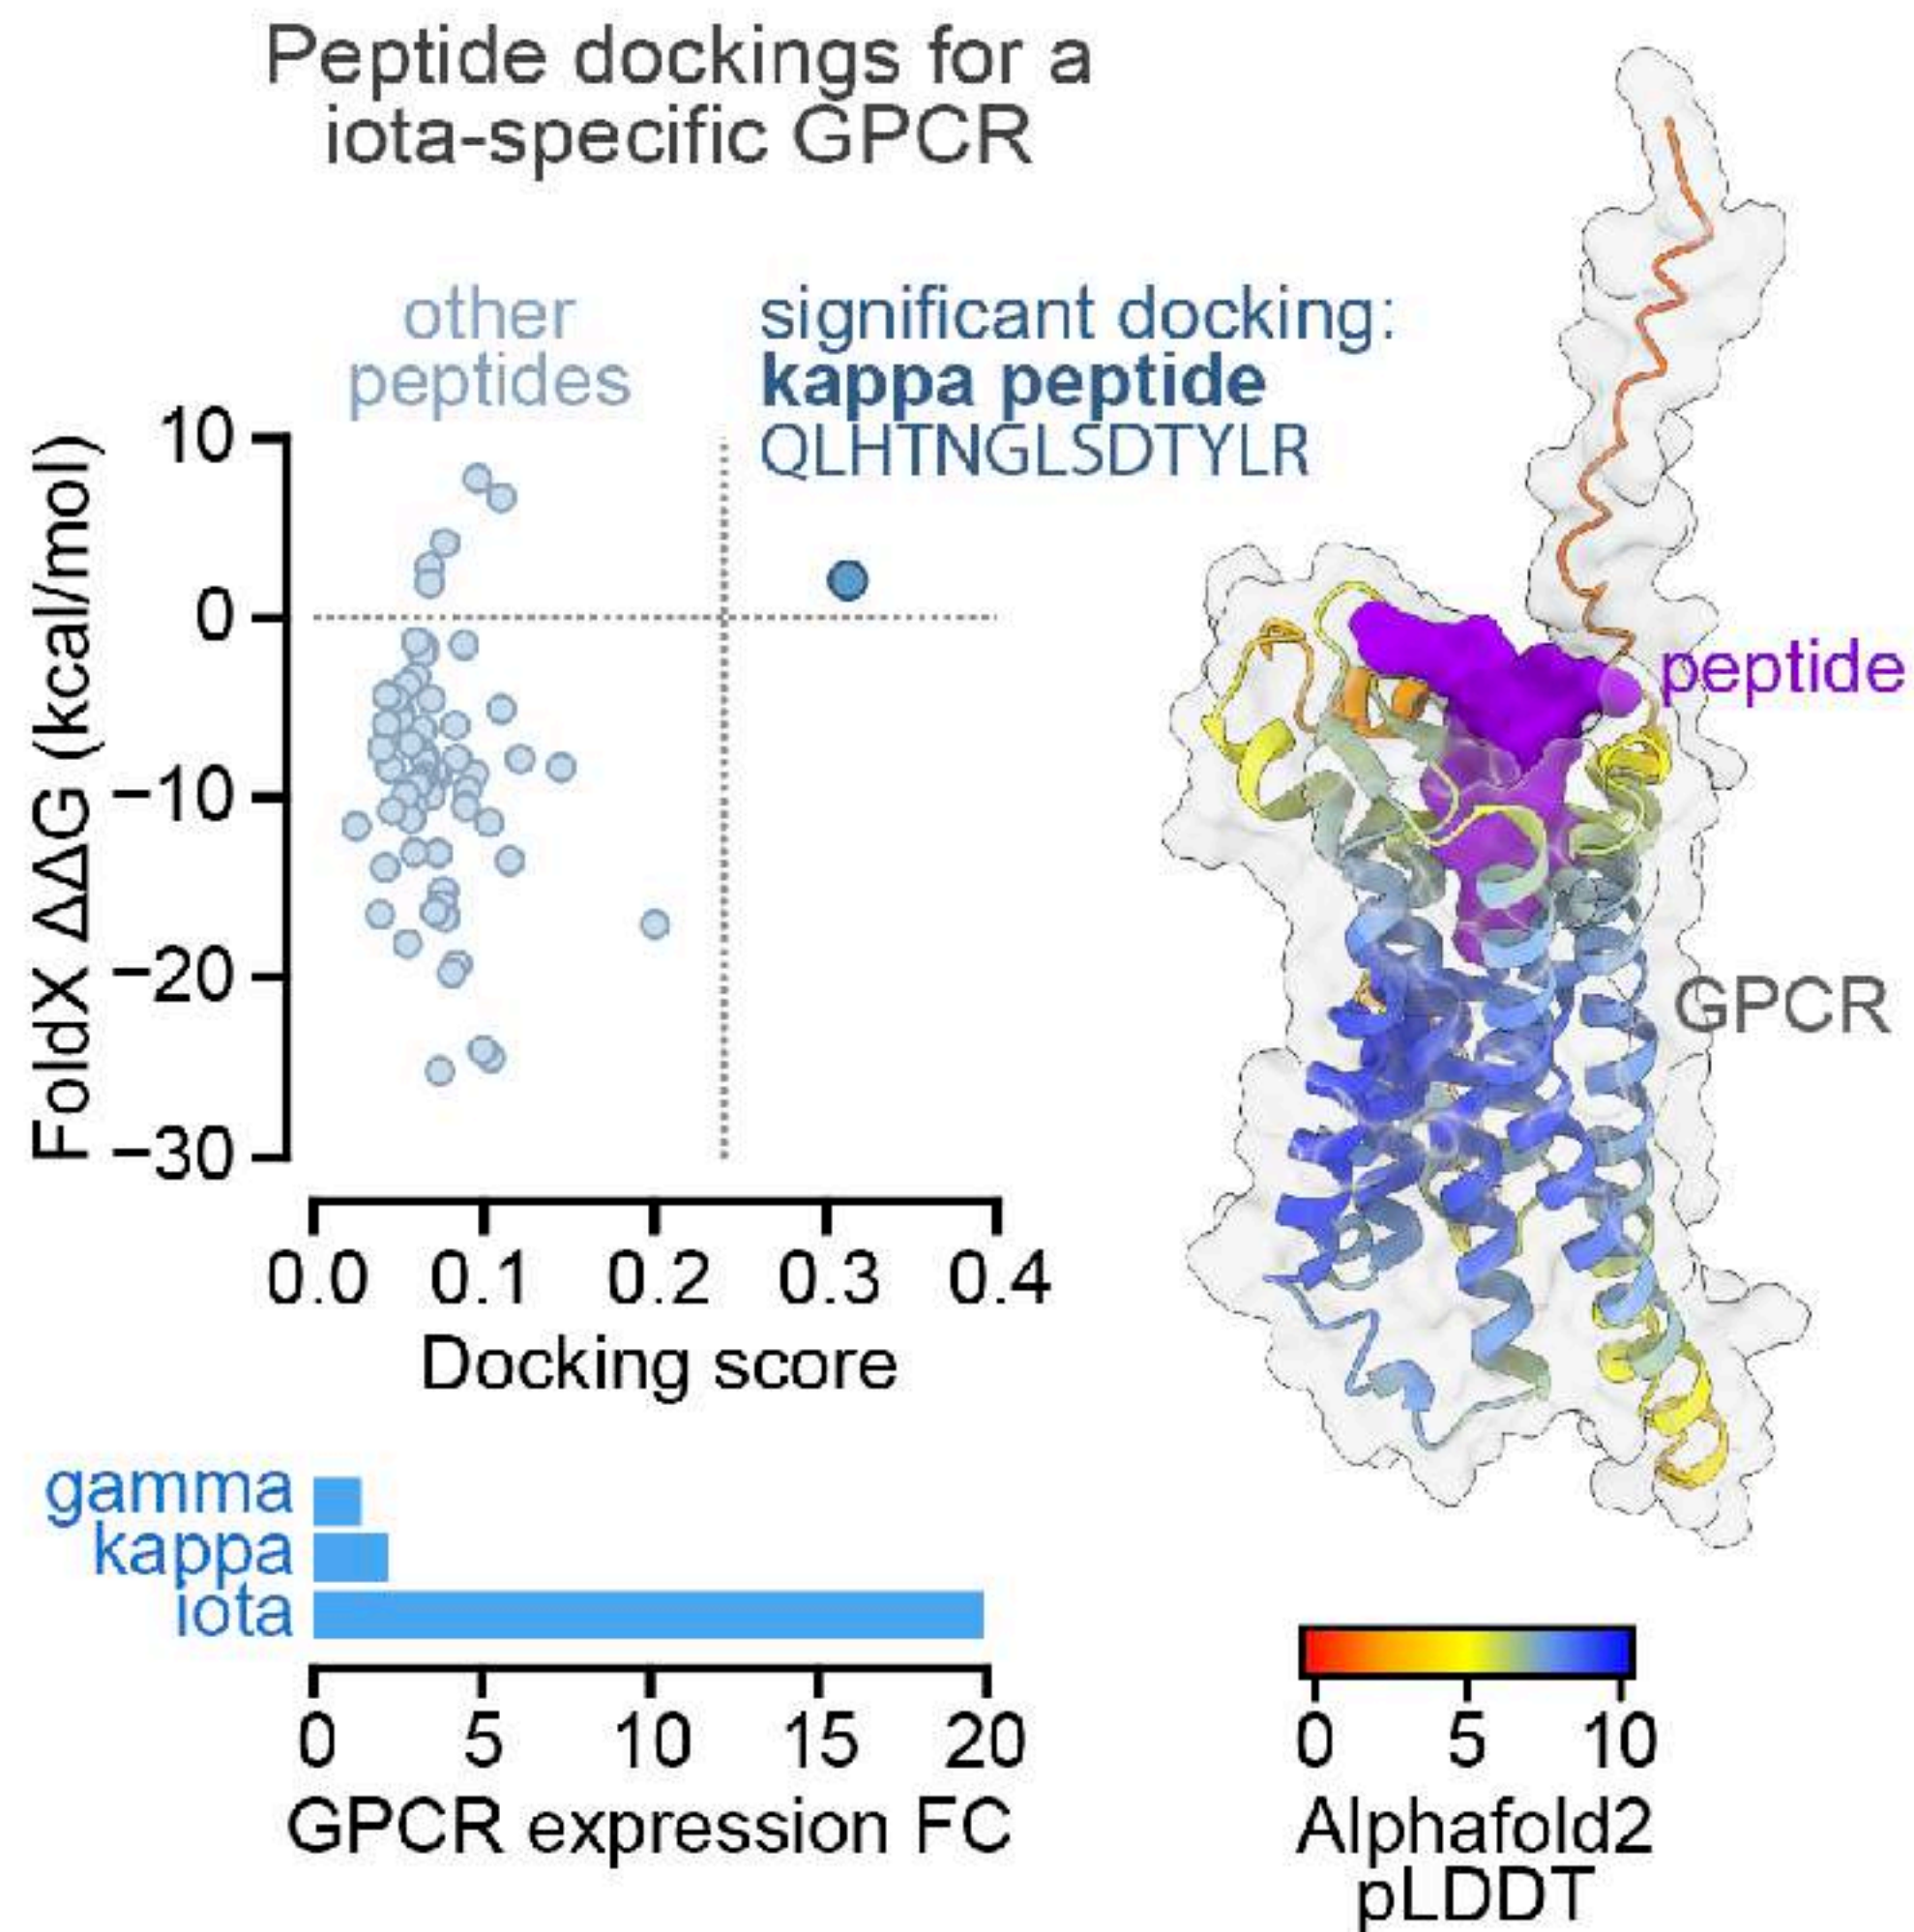 Peptide dockings for a
iota-specific GPCR
other
peptides
significant docking:
kappa peptide
QLHTNGLSDTYLR
FoldX ΔΔG (kcal/mol)
10
0
−10
−20
−30
0.0 0.1 0.2 0.3 0.4
Docking score
peptide
GPCR
gamma
kappa
iota
0 5 10 15 20
GPCR expression FC
0 5 10
Alphafold2
pLDDT